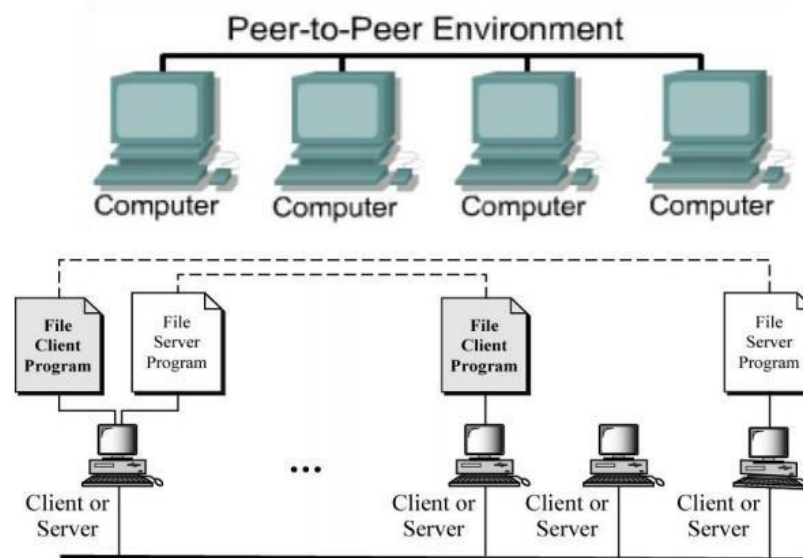 Peer-to-Peer Environment
Computer
Computer
Computer
Computer
File
Client
Program
File
Server
Program
File
Client
Program
File
Server
Program
...
Client or
Server
Client or
Server
Client or
Server
Client or
Server